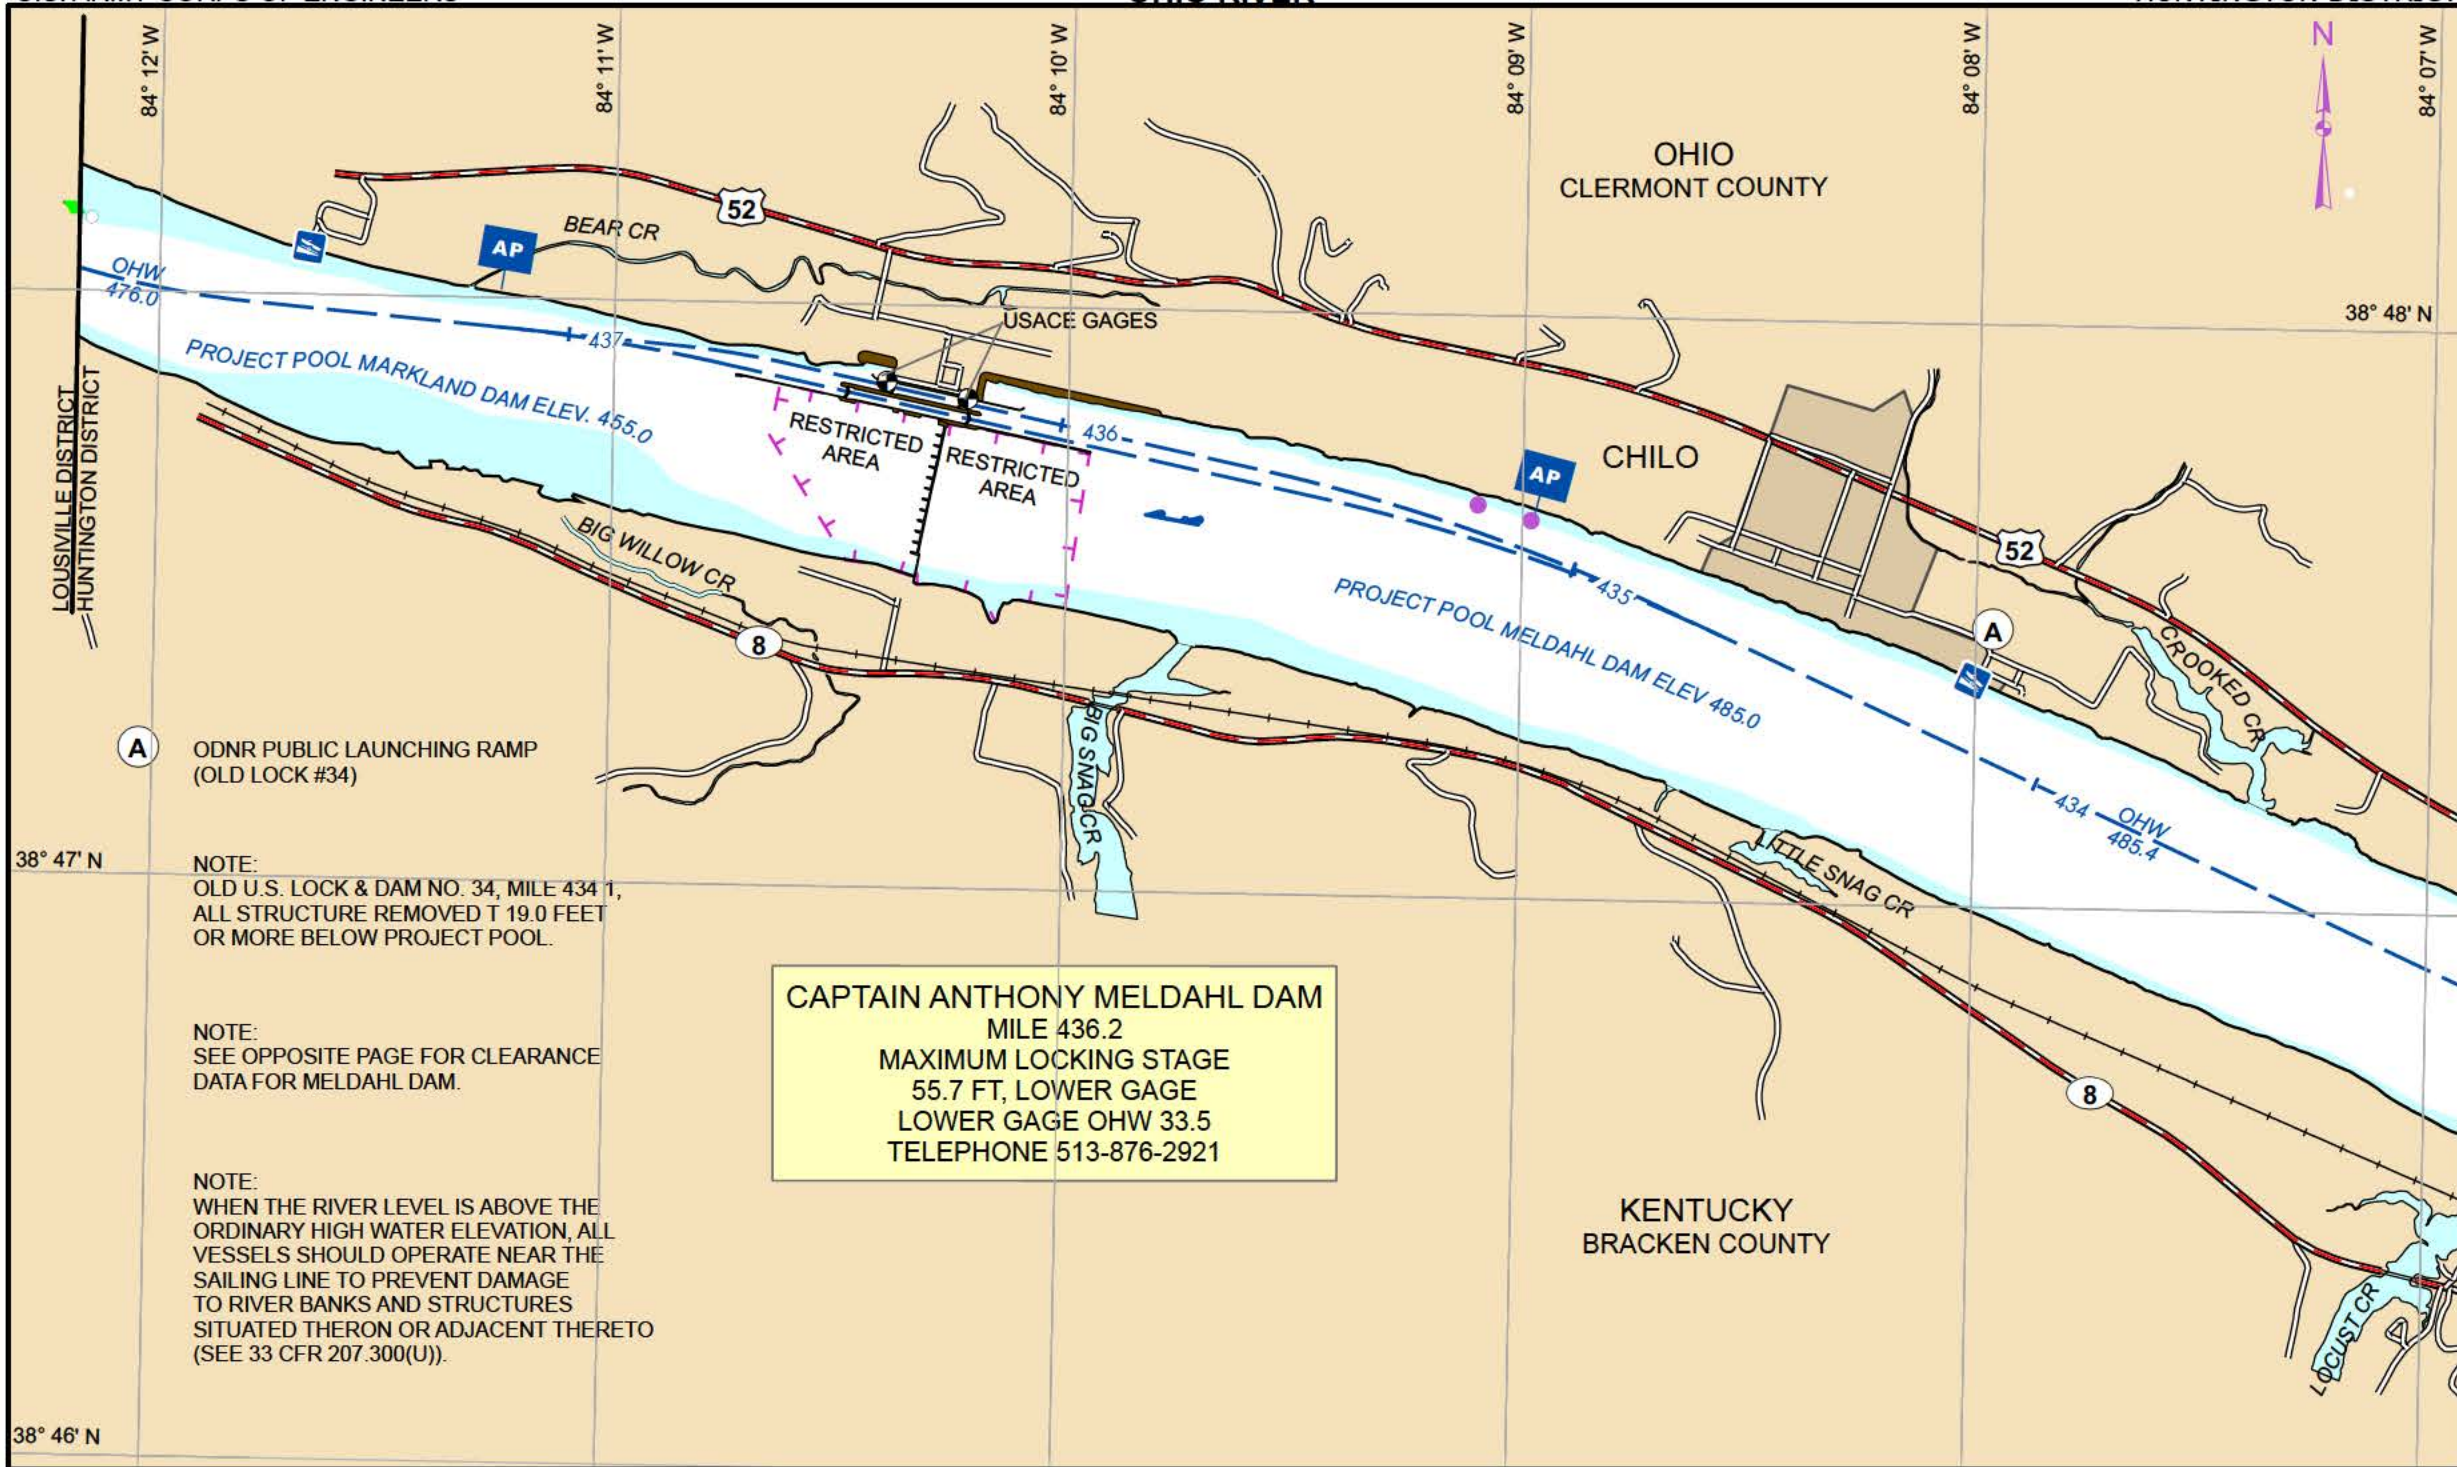 OHIO RIVER
84° 12' W
84° 11' W
84° 10' W
84° 09' W
84° 08' W
84° 07' W
N
OHIO
CLERMONT COUNTY
52
BEAR CR
AP
OHW
476.0
437
USACE GAGES
38° 48' N
PROJECT POOL MARKLAND DAM ELEV. 455.0
LOUSIVILLE DISTRICT
HUNTINGTON DISTRICT
RESTRICTED
AREA
RESTRICTED
AREA
436
AP
CHILO
BIG WILLOW CR
435
52
PROJECT POOL MELDAHL DAM ELEV 485.0
A
CROOKED CR
8
BIG SNAG CR
434
OHW
485.4
LITTLE SNAG CR
A
ODNR PUBLIC LAUNCHING RAMP
(OLD LOCK #34)
38° 47' N
NOTE:
OLD U.S. LOCK & DAM NO. 34, MILE 434 1,
ALL STRUCTURE REMOVED T 19.0 FEET
OR MORE BELOW PROJECT POOL.
NOTE:
SEE OPPOSITE PAGE FOR CLEARANCE
DATA FOR MELDAHL DAM.
NOTE:
WHEN THE RIVER LEVEL IS ABOVE THE
ORDINARY HIGH WATER ELEVATION, ALL
VESSELS SHOULD OPERATE NEAR THE
SAILING LINE TO PREVENT DAMAGE
TO RIVER BANKS AND STRUCTURES
SITUATED THERON OR ADJACENT THERETO
(SEE 33 CFR 207.300(U)).
CAPTAIN ANTHONY MELDAHL DAM
MILE 436.2
MAXIMUM LOCKING STAGE
55.7 FT, LOWER GAGE
LOWER GAGE OHW 33.5
TELEPHONE 513-876-2921
8
KENTUCKY
BRACKEN COUNTY
LOCUST CR
38° 46' N